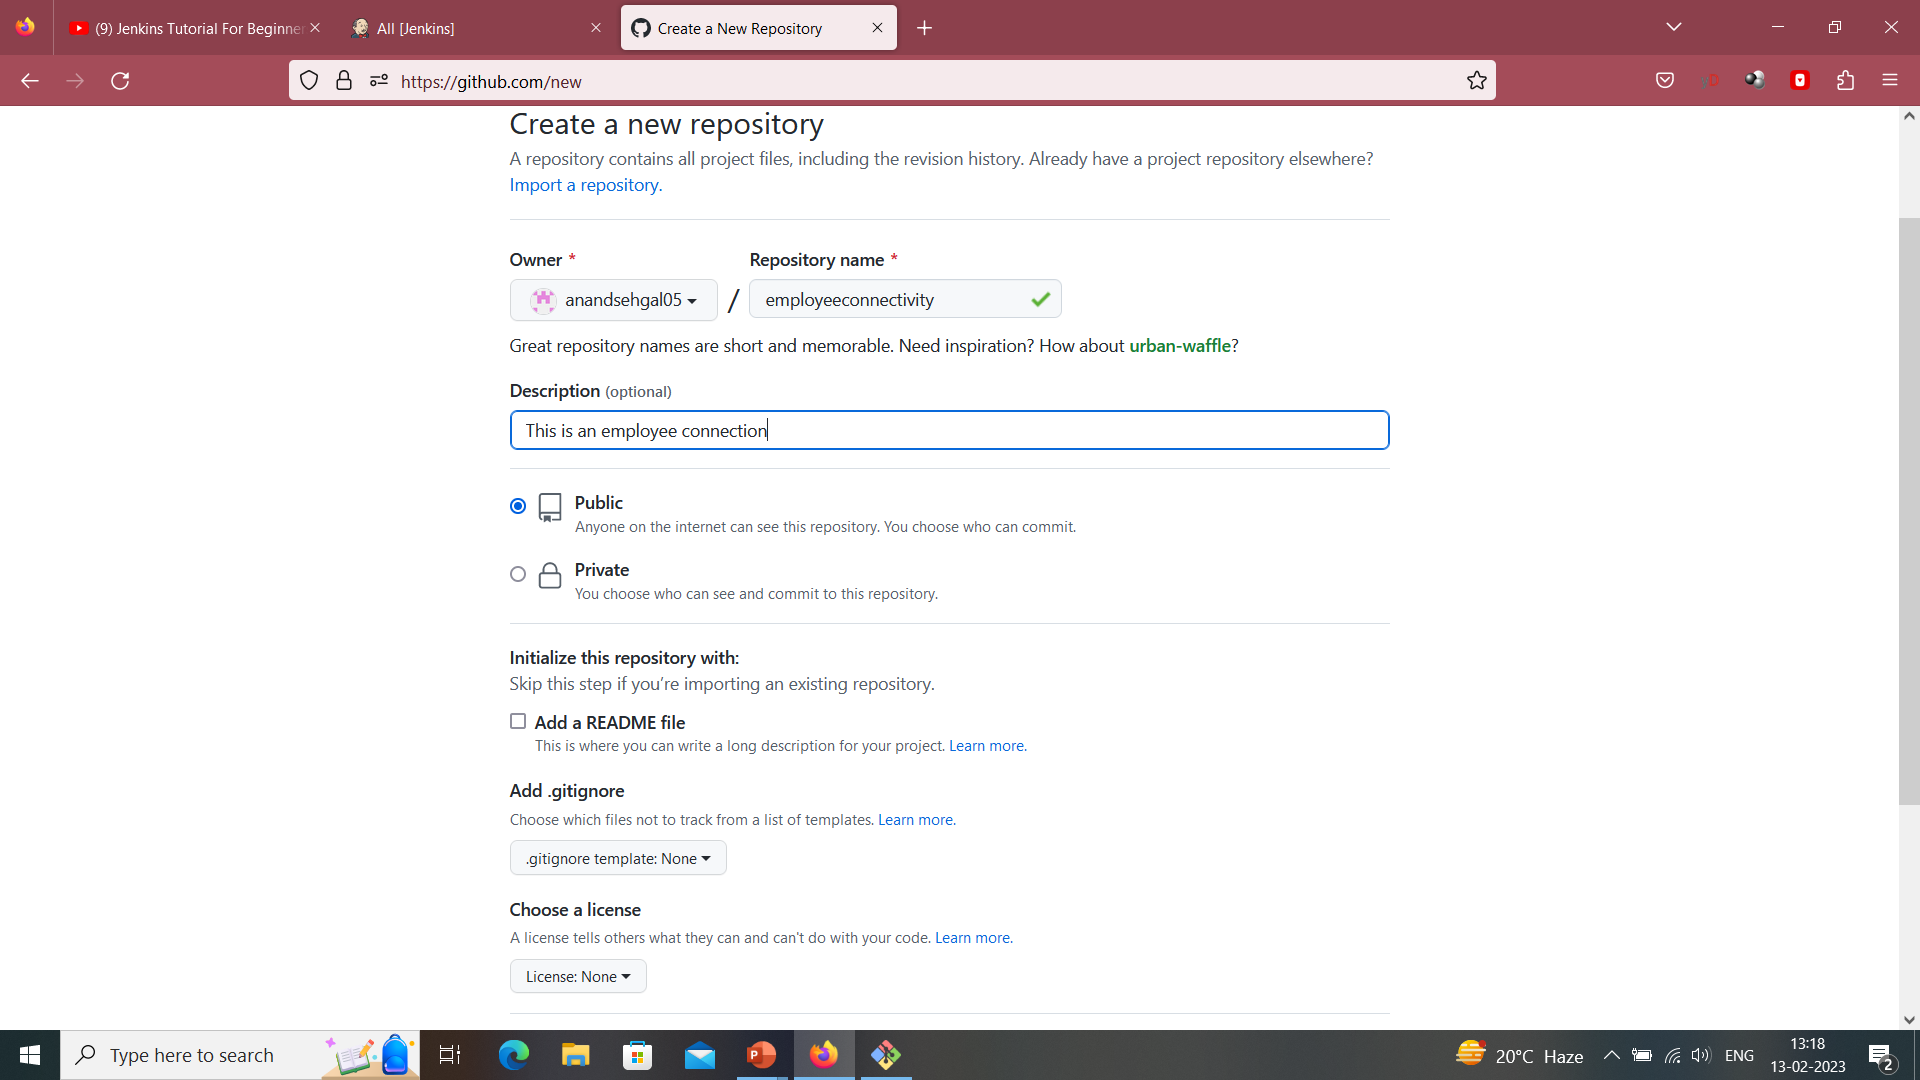 (9) Jenkins Tutorial For Beginner
All [Jenkins]
Create a New Repository
https://github.com/new
Create a new repository
A repository contains all project files, including the revision history. Already have a project repository elsewhere?
Import a repository.
Owner *
Repository name *
anandsehgal05
/
employeeconnectivity
Great repository names are short and memorable. Need inspiration? How about urban-waffle?
Description (optional)
This is an employee connection
Public
Anyone on the internet can see this repository. You choose who can commit.
Private
You choose who can see and commit to this repository.
Initialize this repository with:
Skip this step if you’re importing an existing repository.
Add a README file
This is where you can write a long description for your project. Learn more.
Add .gitignore
Choose which files not to track from a list of templates. Learn more.
.gitignore template: None
Choose a license
A license tells others what they can and can't do with your code. Learn more.
License: None
Type here to search
20°C Haze
ENG
13:18
13-02-2023
2